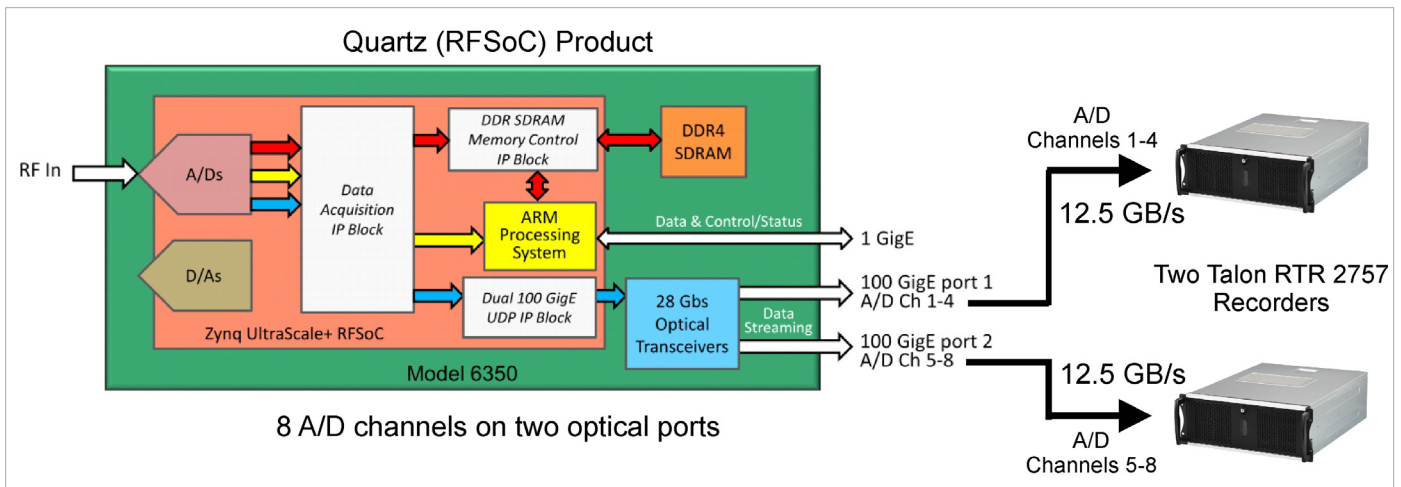 Quartz (RFSoC) Product
RF In
A/Ds
D/As
Data
Acquisition
IP Block
DDR SDRAM
Memory Control
IP Block
DDR4
SDRAM
ARM
Processing
System
Data & Control/Status
1 GigE
Dual 100 GigE
UDP IP Block
28 Gbs
Optical
Transceivers
Data
Streaming
100 GigE port 1
A/D Ch 1-4
100 GigE port 2
A/D Ch 5-8
Zynq UltraScale+ RFSoC
Model 6350
8 A/D channels on two optical ports
A/D
Channels 1-4
12.5 GB/s
Two Talon RTR 2757
Recorders
12.5 GB/s
A/D
Channels 5-8